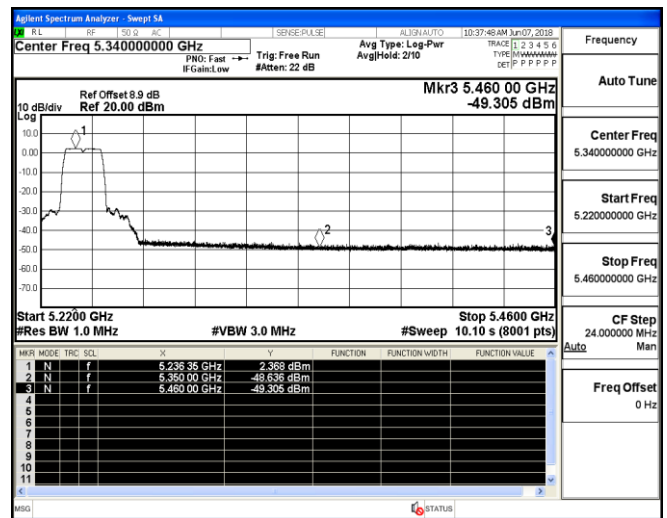 Agilent Spectrum Analyzer - Swept SA
RL RF 50 Ω AC SENSE:PULSE ALIGNAUTO 10:37:48 AM Jun 07, 2018
Center Freq 5.340000000 GHz
PNO: Fast
IFGain:Low
Trig: Free Run
#Atten: 22 dB
Avg Type: Log-Pwr
Avg|Hold: 2/10
TRACE 1 2 3 4 5 6
TYPE MWWWWW
DET P P P P P P
Frequency
Auto Tune
Center Freq
5.340000000 GHz
Start Freq
5.220000000 GHz
Stop Freq
5.460000000 GHz
CF Step
24.000000 MHz
Auto Man
Freq Offset
0 Hz
Mkr3 5.460 00 GHz
-49.305 dBm
Ref Offset 8.9 dB
10 dB/div Ref 20.00 dBm
Log
10.0
0.00
-10.0
-20.0
-30.0
-40.0
-50.0
-60.0
-70.0
1
2
3
Start 5.2200 GHz Stop 5.4600 GHz
#Res BW 1.0 MHz #VBW 3.0 MHz #Sweep 10.10 s (8001 pts)
MKR MODE TRC SCL X Y FUNCTION FUNCTION WIDTH FUNCTION VALUE
1 N f 5.236 35 GHz 2.368 dBm
2 N f 5.350 00 GHz -48.636 dBm
3 N f 5.460 00 GHz -49.305 dBm
4
5
6
7
8
9
10
11
MSG STATUS